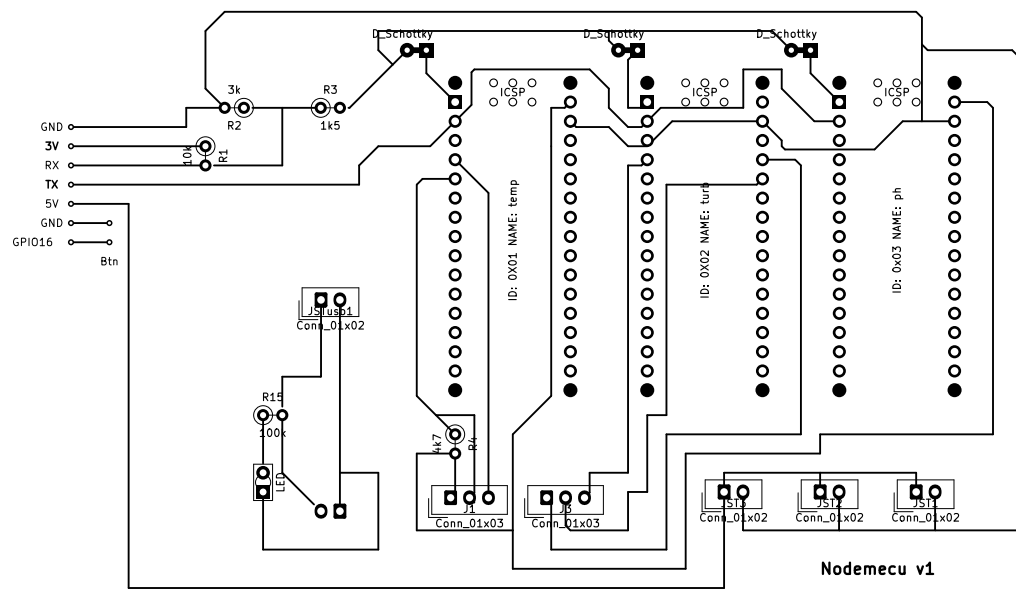 D_Schottky
D_Schottky
D_Schottky
3k
R3
ICSP
ICSP
ICSP
R2
1k5
GND
3V
RX
TX
5V
GND
GPIO16
Btn
10k
R1
ID: 0X01 NAME: temp
ID: 0X02 NAME: turb
ID: 0x03 NAME: ph
JSTusb1
Conn_01x02
R15
100k
LED
4k7
R4
J1
Conn_01x03
J3
Conn_01x03
JST3
Conn_01x02
JST2
Conn_01x02
JST1
Conn_01x02
Nodemecu v1